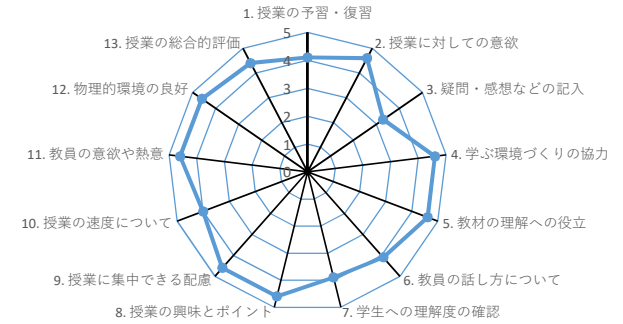 1. 授業の予習・復習
2. 授業に対しての意欲
3. 疑問・感想などの記入
4. 学ぶ環境づくりの協力
5. 教材の理解への役立
6. 教員の話し方について
7. 学生への理解度の確認
8. 授業の興味とポイント
9. 授業に集中できる配慮
10. 授業の速度について
11. 教員の意欲や熱意
12. 物理的環境の良好
13. 授業の総合的評価
5
4
3
2
1
0